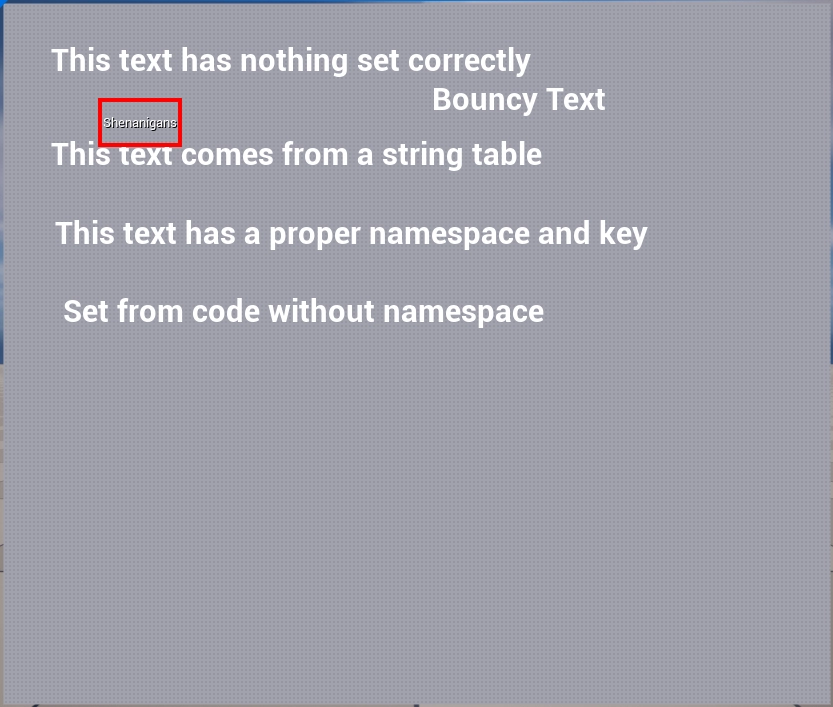 This text has nothing set correctly
Bouncy Text
Shenanigans
This text comes from a string table
This text has a proper namespace and key
Set from code without namespace